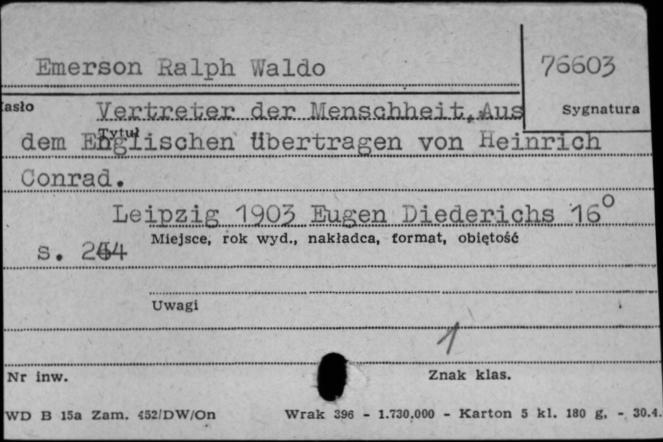 Emerson Ralph Waldo
76603
asło
Vertreter der Menschheit. Aus
Sygnatura
Tytuł
dem Englischen übertragen von Heinrich
Conrad.
Leipzig 1903 Eugen Diederichs 16°
Miejsce, rok wyd., nakładca, format, objętość
s.
Uwagi
1
Nr inw.
Znak klas.
WD B 15a Zam. 452/DW/On Wrak 396 - 1.730.000 - Karton 5 kl. 180 g. - 30.4.